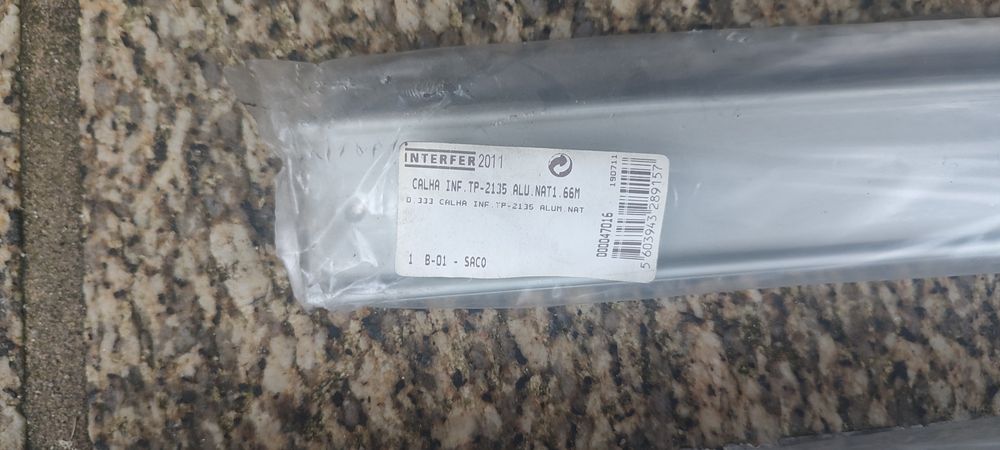 INTERFER 2011
CALHA INF.TP-2135 ALU.NAT1.66M
D.333 CALHA INF.TP-2135 ALUM.NAT
1 B-01 - SACO
D00047016
190711
5 603943 289157